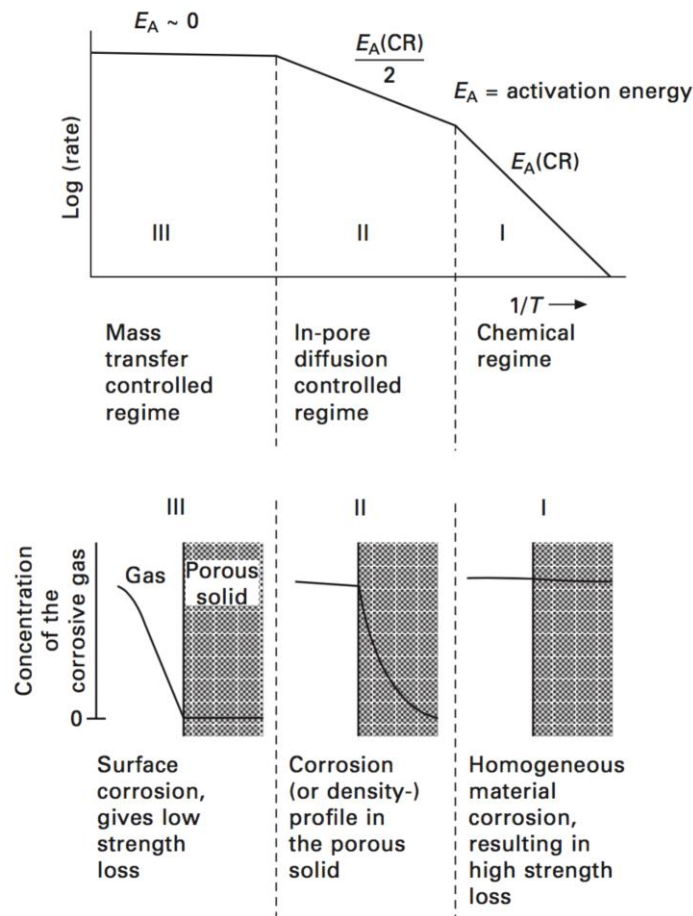 E_A ~ 0
E_A(CR)
2
E_A = activation energy
E_A(CR)
Log (rate)
III
II
I
1/T
Mass
transfer
controlled
regime
In-pore
diffusion
controlled
regime
Chemical
regime
III
II
I
Concentration
of the
corrosive gas
Gas
Porous
solid
0
Surface
corrosion,
gives low
strength
loss
Corrosion
(or density-)
profile in
the porous
solid
Homogeneous
material
corrosion,
resulting in
high strength
loss